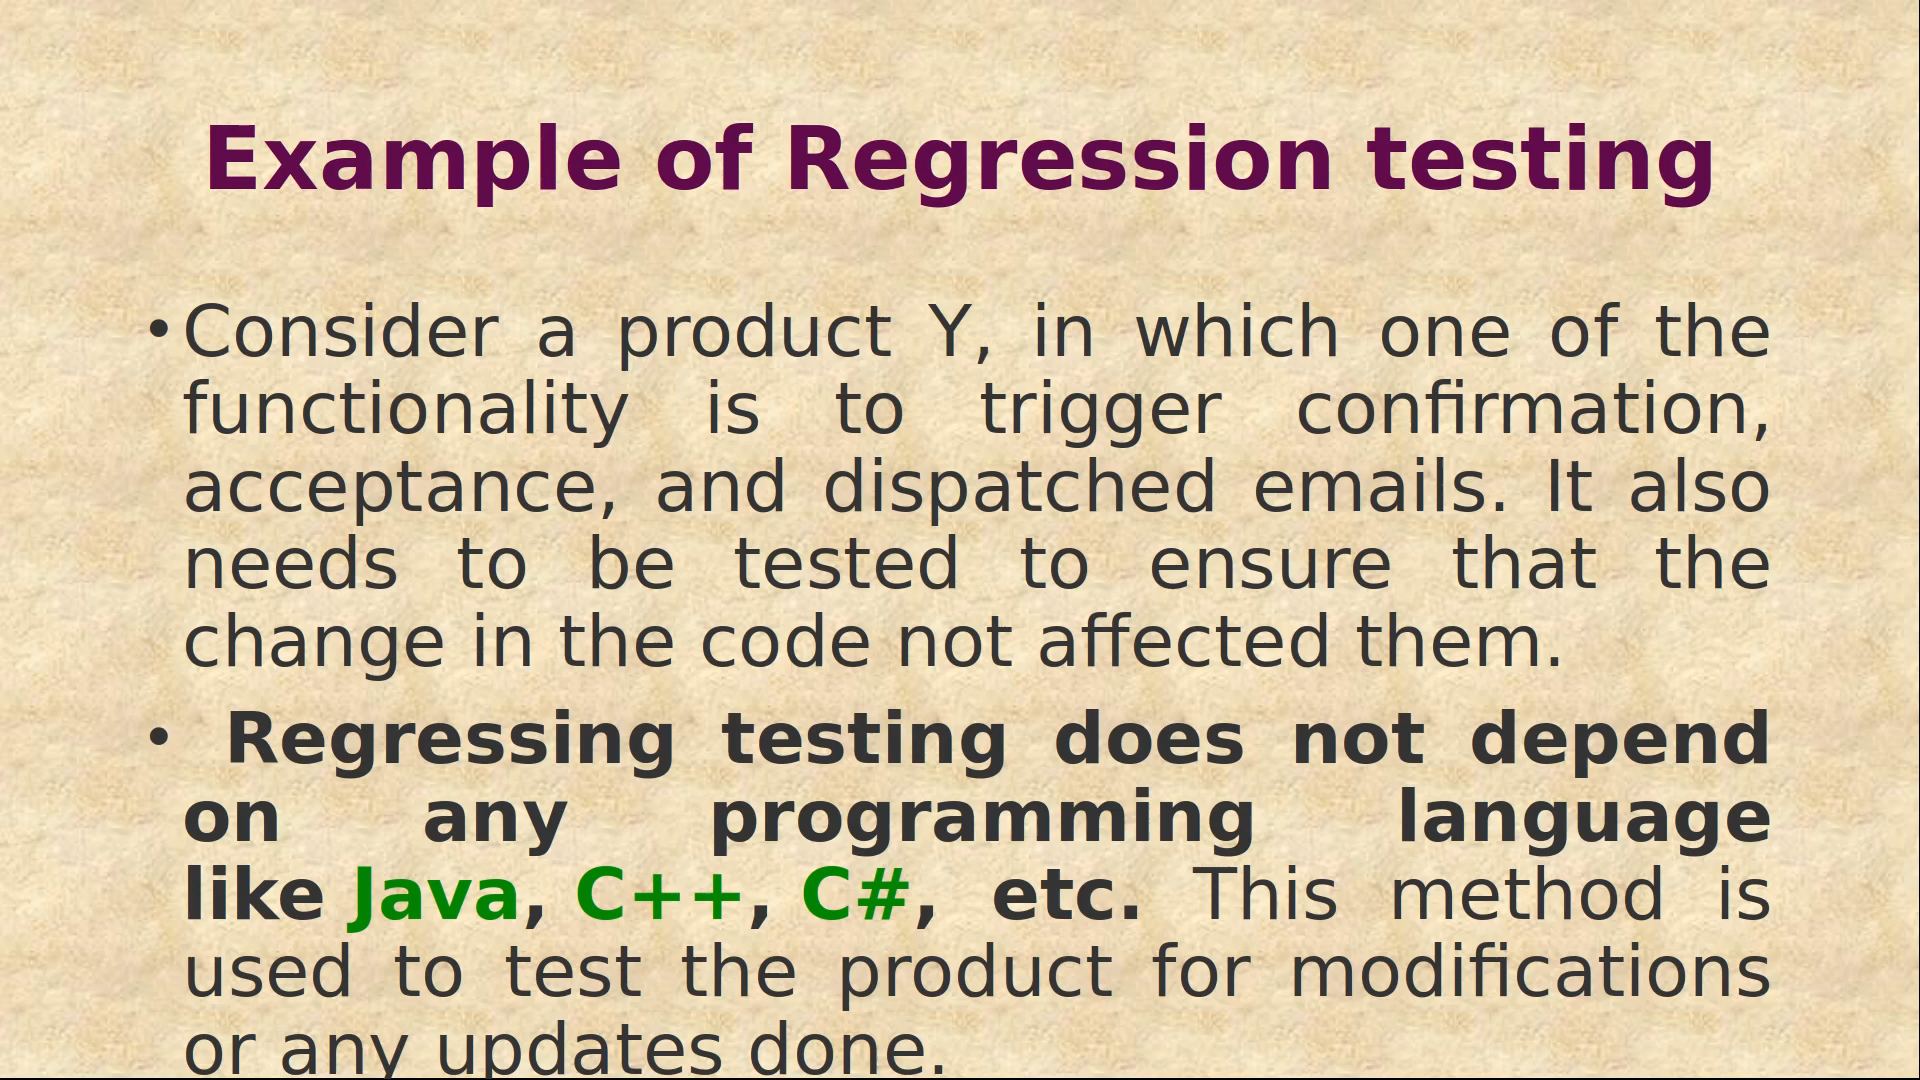 Example of Regression testing
• Consider a product Y, in which one of the
functionality is to trigger confirmation,
acceptance, and dispatched emails. It also
needs to be tested to ensure that the
change in the code not affected them.
• Regressing testing does not depend
on any programming language
like Java, C++, C#, etc. This method is
used to test the product for modifications
or any updates done.